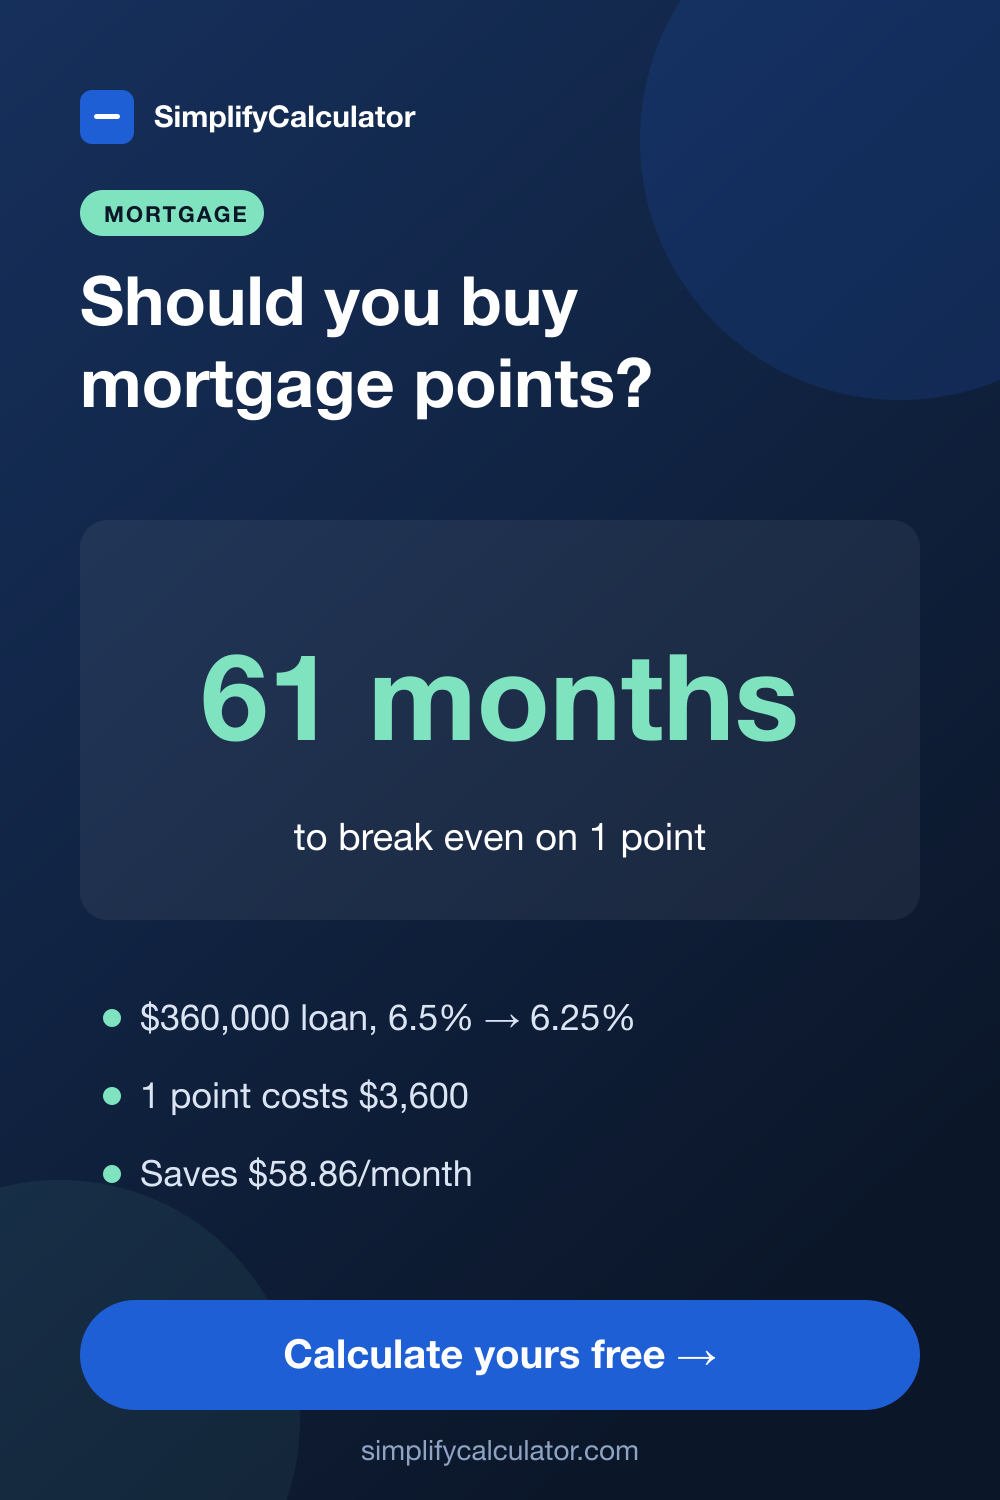 SimplifyCalculator
MORTGAGE
Should you buy
mortgage points?
61 months
to break even on 1 point
$360,000 loan, 6.5% → 6.25%
1 point costs $3,600
Saves $58.86/month
Calculate yours free →
simplifycalculator.com